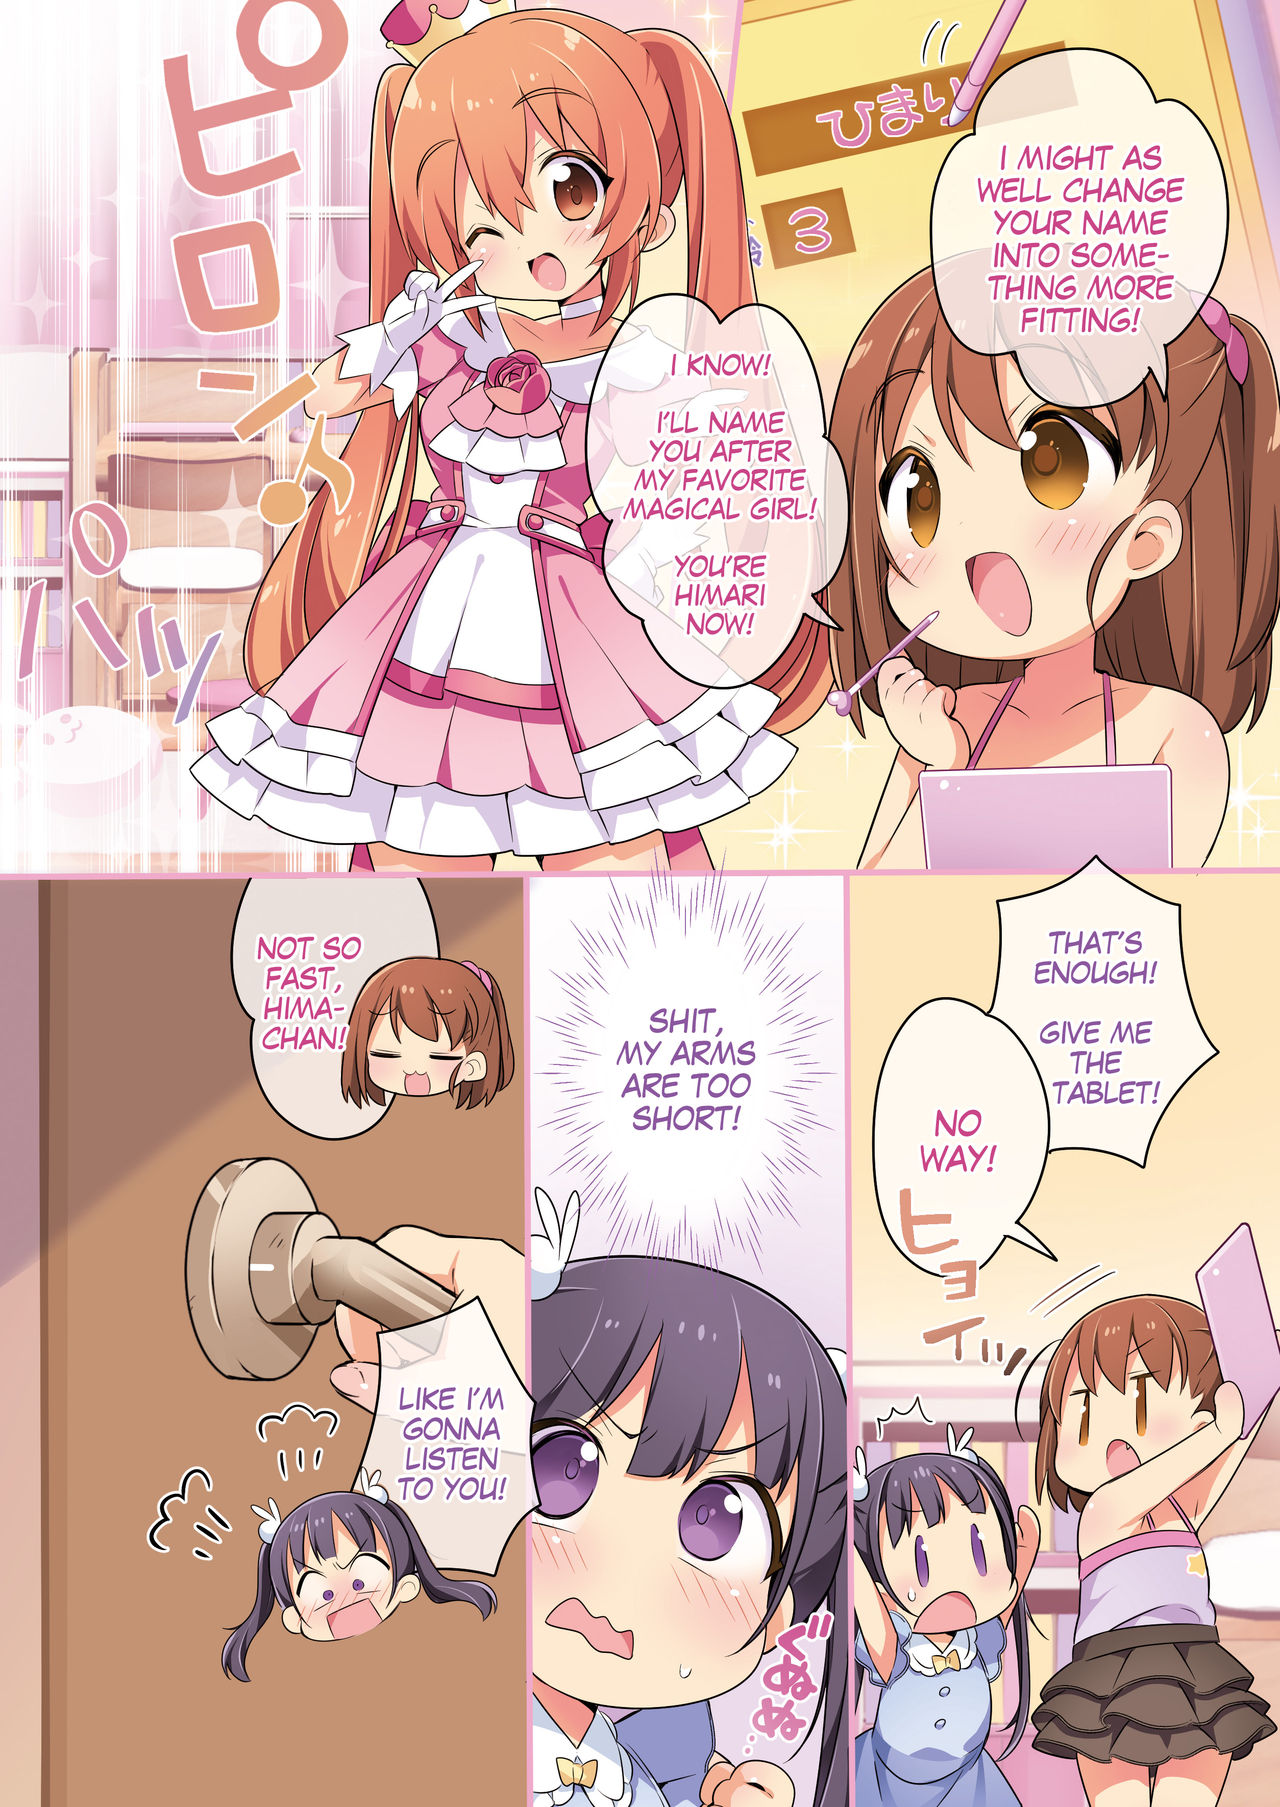 ひまり
3
I MIGHT AS
WELL CHANGE
YOUR NAME
INTO SOME-
THING MORE
FITTING!
I KNOW!
I'LL NAME
YOU AFTER
MY FAVORITE
MAGICAL GIRL!
YOU'RE
HIMARI
NOW!
ピロン♪
パパッ
THAT'S
ENOUGH!
GIVE ME
THE
TABLET!
NO
WAY!
ヒョイッ
SHIT,
MY ARMS
ARE TOO
SHORT!
ぐぬぬぬ…
NOT SO
FAST,
HIMA-
CHAN!
LIKE I'M
GONNA
LISTEN
TO YOU!